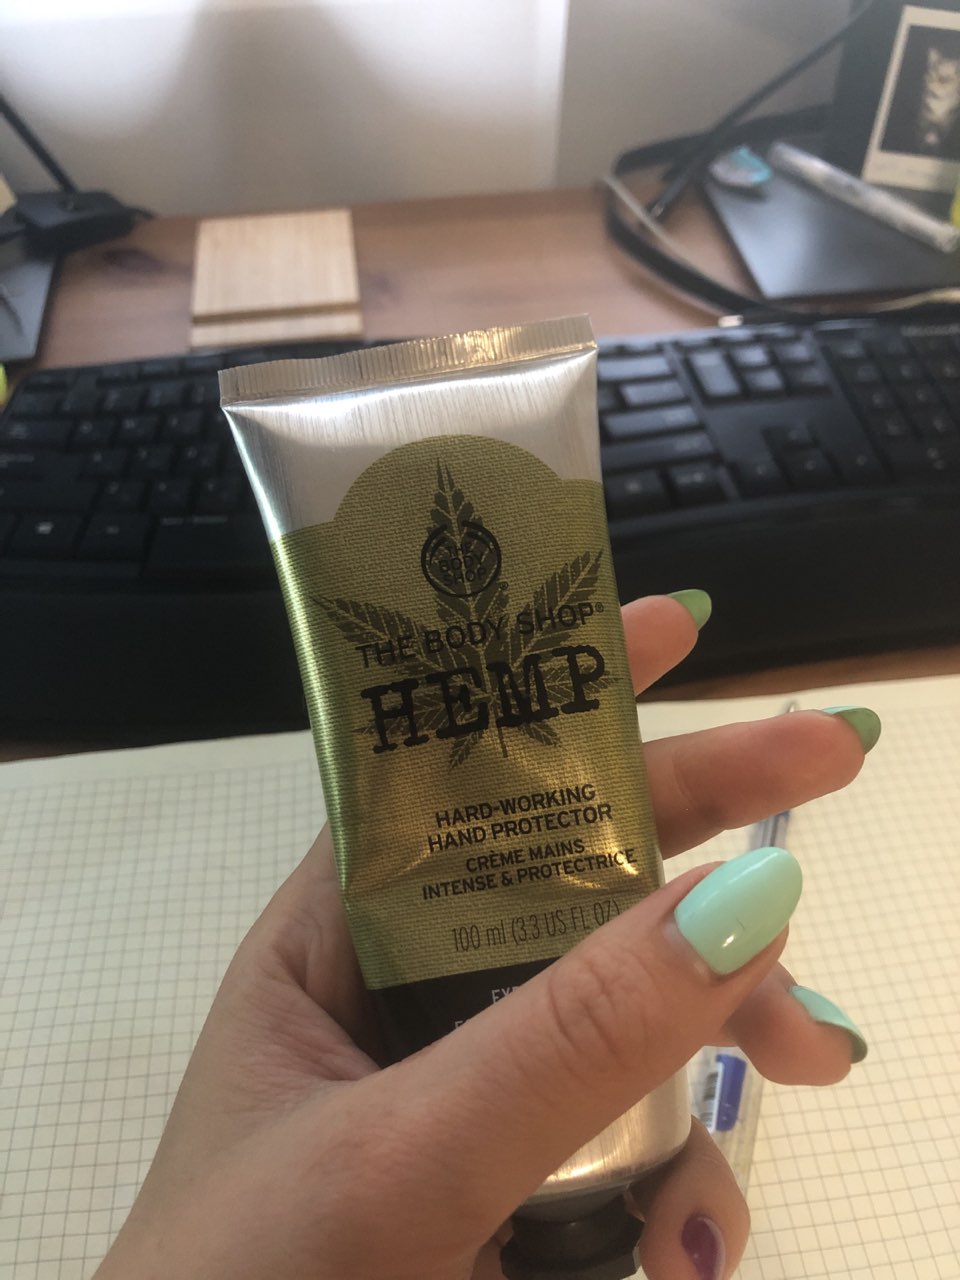 THE
BODY
SHOP
THE BODY SHOP®
HEMP
HARD-WORKING
HAND PROTECTOR
CRÈME MAINS
INTENSE & PROTECTRICE
100 ml (3.3 US FL OZ)